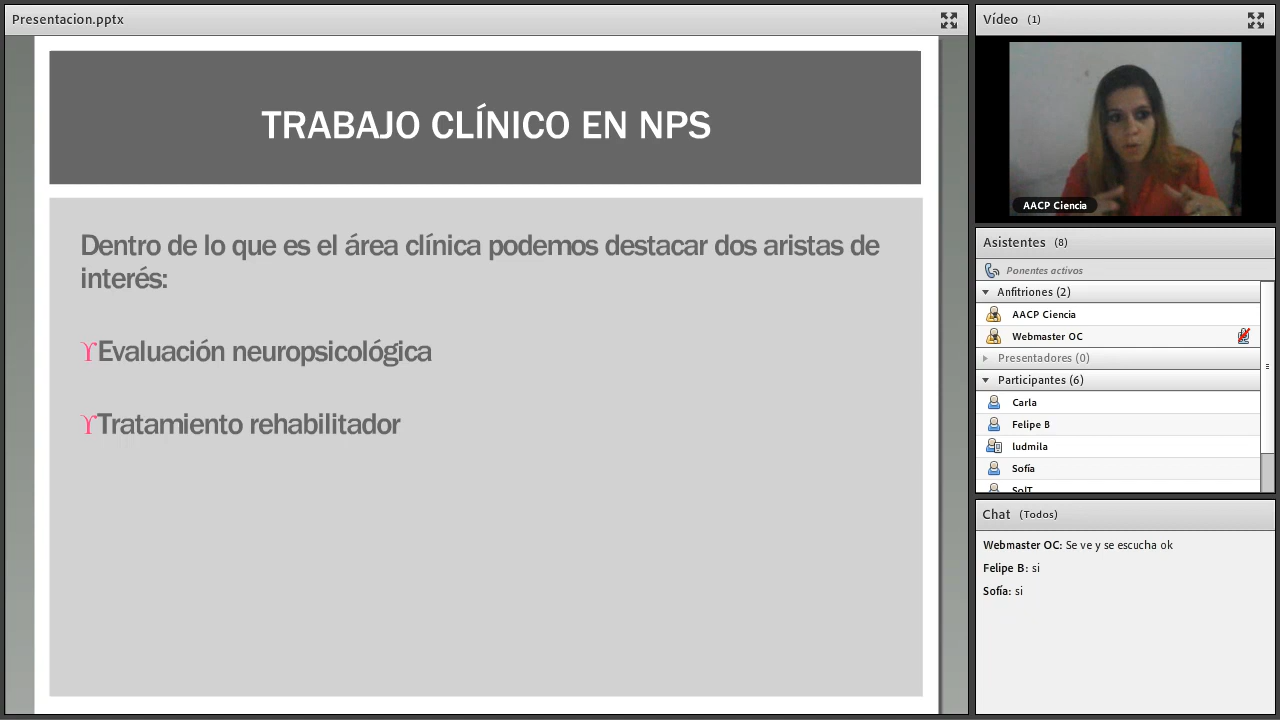 Presentacion.pptx
TRABAJO CLÍNICO EN NPS
Dentro de lo que es el área clínica podemos destacar dos aristas de
interés:
ϒEvaluación neuropsicológica
ϒTratamiento rehabilitador
Vídeo (1)
AACP Ciencia
Asistentes (8)
Ponentes activos
Anfitriones (2)
AACP Ciencia
Webmaster OC
Presentadores (0)
Participantes (6)
Carla
Felipe B
ludmila
Sofía
SolT
Chat (Todos)
Webmaster OC: Se ve y se escucha ok
Felipe B: si
Sofía: si